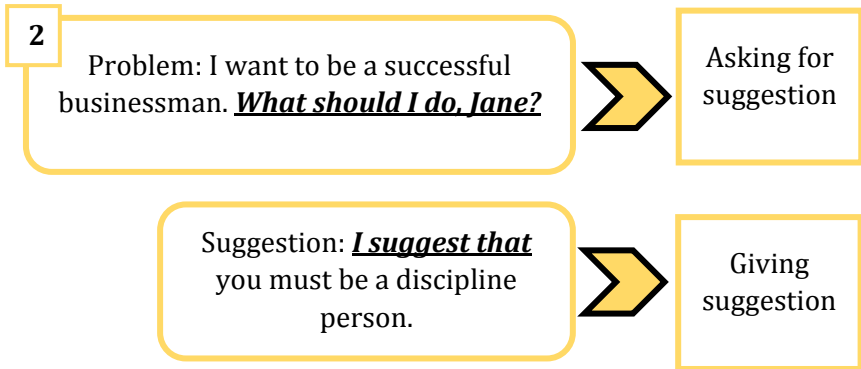 2
Problem: I want to be a successful
businessman. What should I do, Jane?
Asking for
suggestion
Suggestion: I suggest that
you must be a discipline
person.
Giving
suggestion